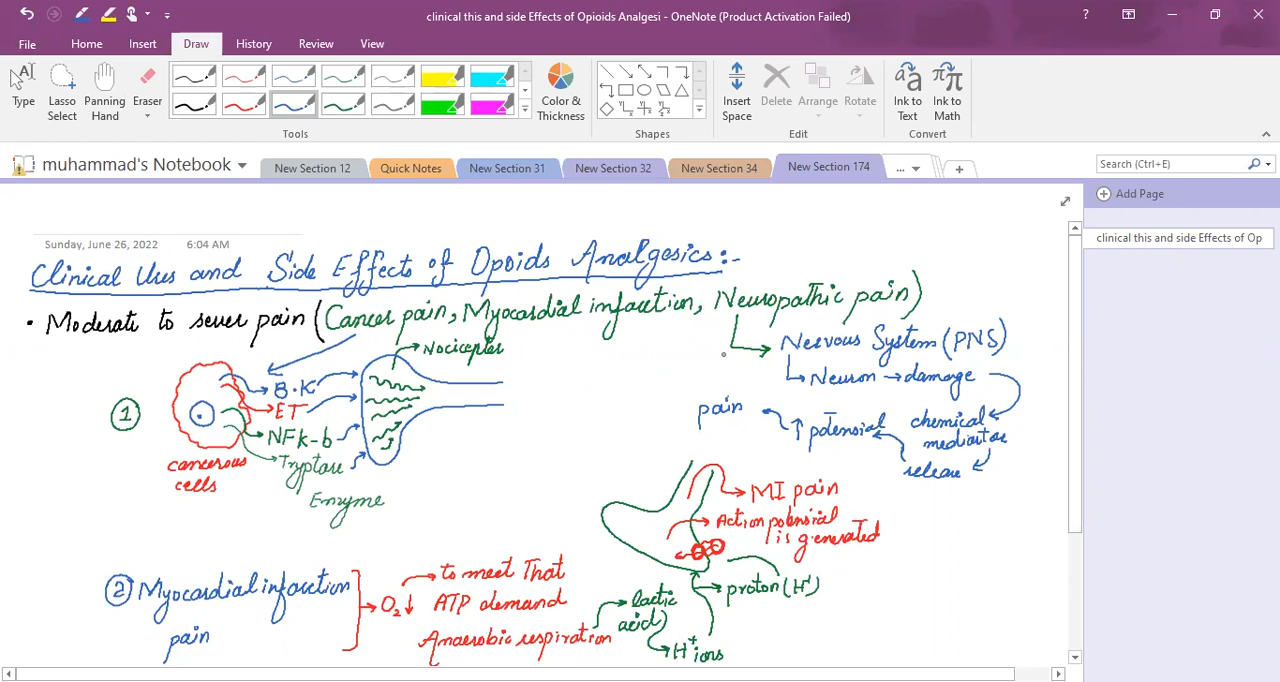 clinical this and side Effects of Opioids Analgesi - OneNote (Product Activation Failed)
File Home Insert Draw History Review View
Type Lasso Select Panning Hand Eraser Color & Thickness Insert Space Delete Arrange Rotate Ink to Text Ink to Math
Tools Shapes Edit Convert
muhammad's Notebook New Section 12 Quick Notes New Section 31 New Section 32 New Section 34 New Section 174 ... Search (Ctrl+E)
Add Page
clinical this and side Effects of Op
Sunday, June 26, 2022 6:04 AM
Clinical Uses and Side Effects of Opoids Analgesics:-
• Moderate to sever pain (Cancer pain, Myocardial infaction, Neuropathic pain)
Nociceptor
Nervous System (PNS)
Neuron → damage
chemical
mediator
release
↑ potensial
pain
1
B.K
ET
NFk-b
Tryptase
Enzyme
cancerous
cells
MI pain
Action potensial
is generated
proton (H+)
2 Myocardial infaction
pain
O2↓
to meet That
ATP demand
Anaerobic respiration
lactic
acid
H+ ions